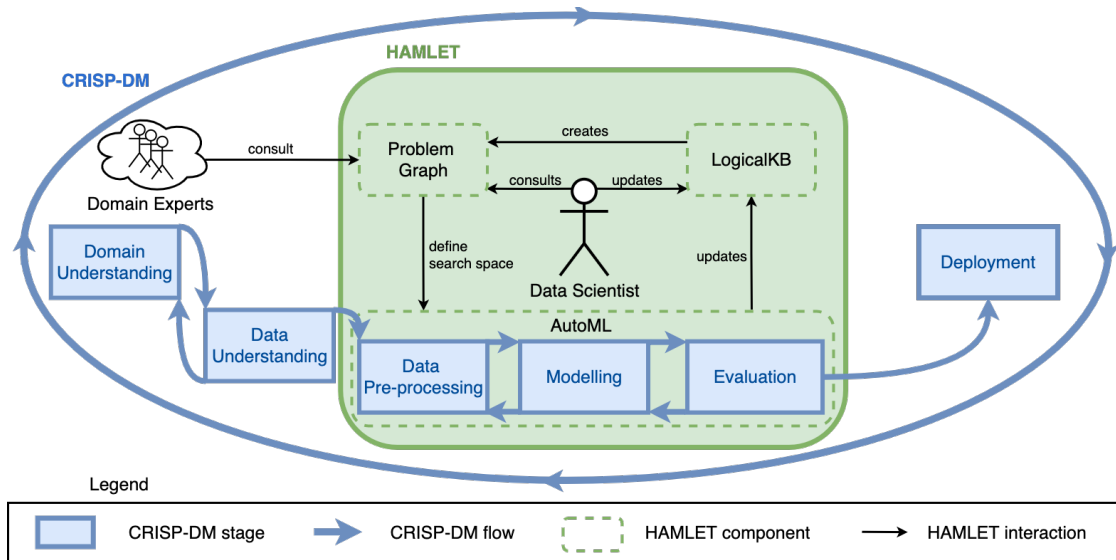 HAMLET
CRISP-DM
Problem
Graph
creates
LogicalKB
consult
consults
updates
Domain Experts
define
search space
updates
Domain
Understanding
Data Scientist
Deployment
Data
Understanding
AutoML
Data
Pre-processing
Modelling
Evaluation
Legend
CRISP-DM stage
CRISP-DM flow
HAMLET component
HAMLET interaction